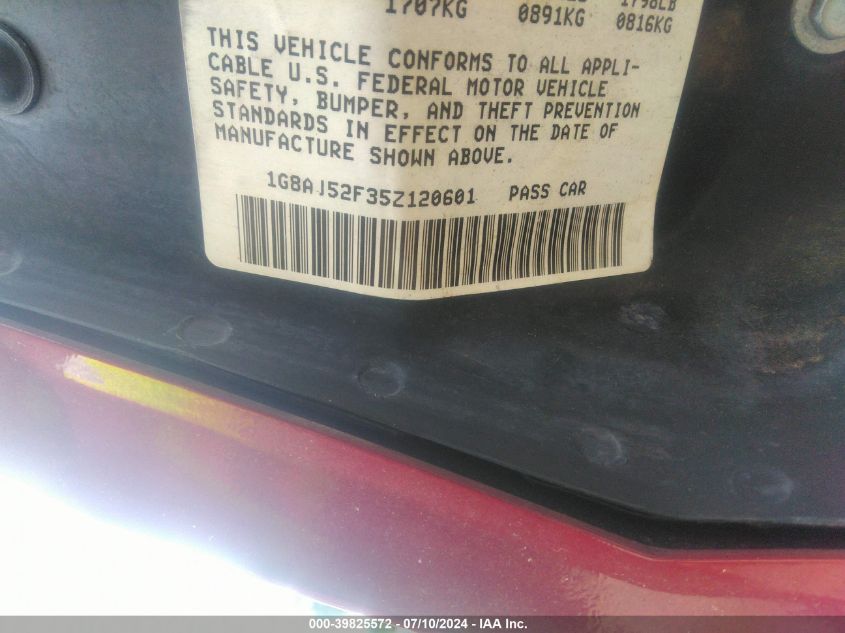 1707KG 0891KG 0816KG
THIS VEHICLE CONFORMS TO ALL APPLI-
CABLE U.S. FEDERAL MOTOR VEHICLE
SAFETY, BUMPER, AND THEFT PREVENTION
STANDARDS IN EFFECT ON THE DATE OF
MANUFACTURE SHOWN ABOVE.
1G8AJ52F35Z120601 PASS CAR
000-39825572 - 07/10/2024 - IAA Inc.